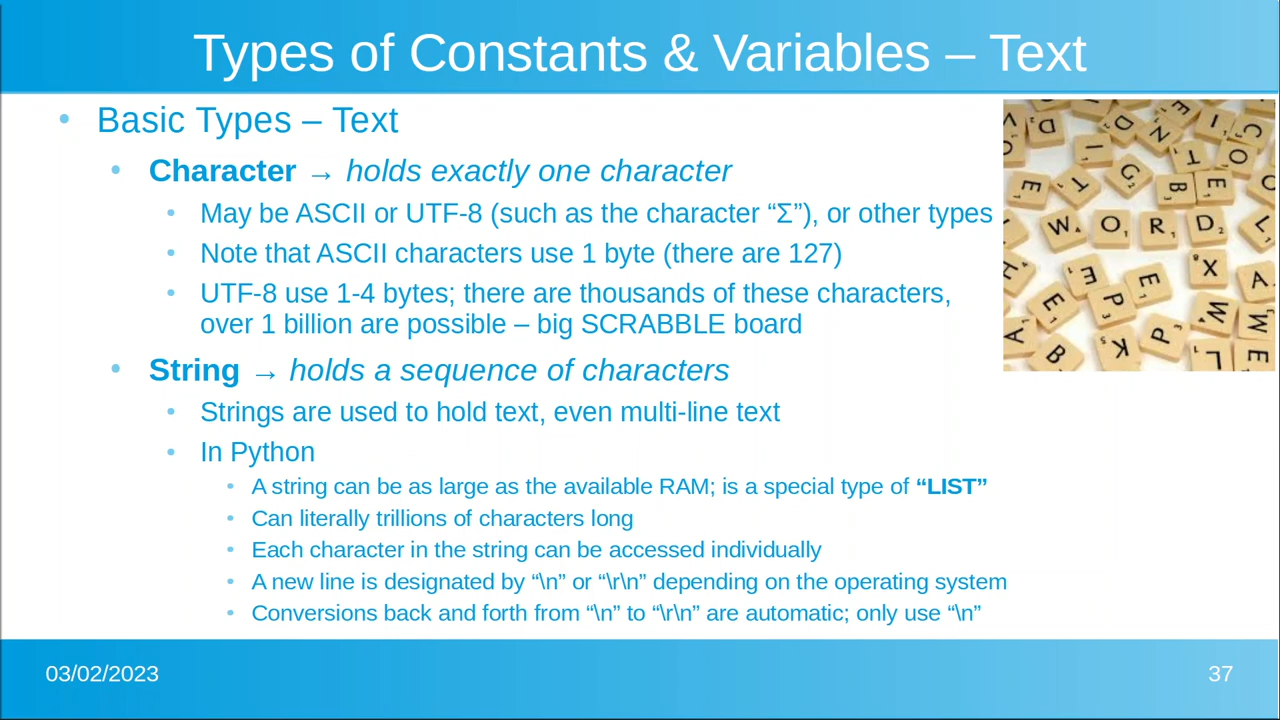 Types of Constants & Variables – Text
Basic Types – Text
Character → holds exactly one character
May be ASCII or UTF-8 (such as the character “Σ”), or other types
Note that ASCII characters use 1 byte (there are 127)
UTF-8 use 1-4 bytes; there are thousands of these characters,
over 1 billion are possible – big SCRABBLE board
String → holds a sequence of characters
Strings are used to hold text, even multi-line text
In Python
A string can be as large as the available RAM; is a special type of “LIST”
Can literally trillions of characters long
Each character in the string can be accessed individually
A new line is designated by “\n” or “\r\n” depending on the operating system
Conversions back and forth from “\n” to “\r\n” are automatic; only use “\n”
WORD
03/02/2023
37